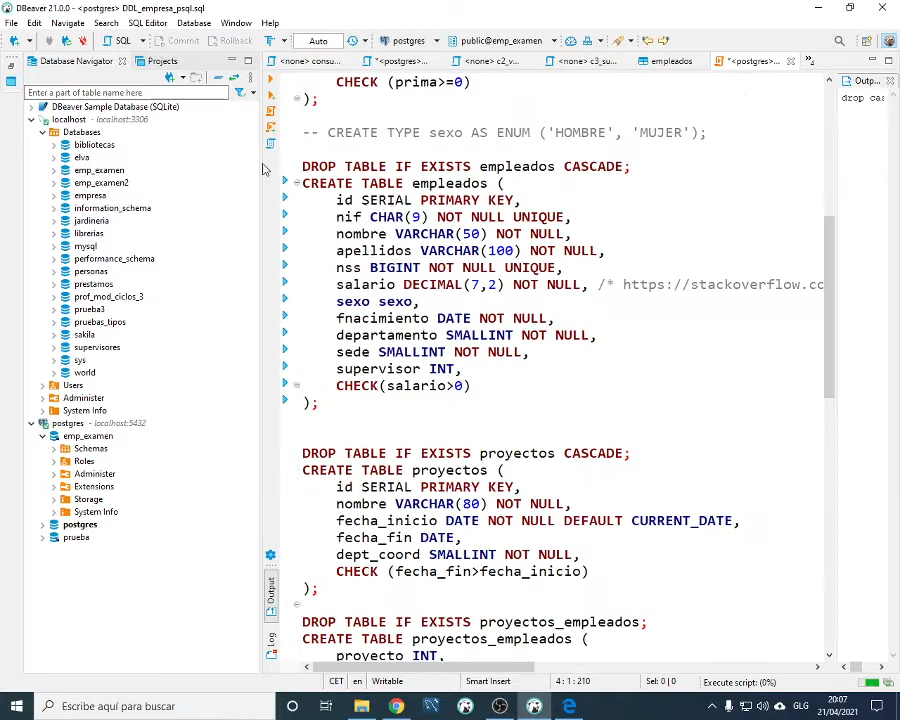 DBeaver 21.0.0 - <postgres> DDL_empresa_psql.sql
File Edit Navigate Search SQL Editor Database Window Help
SQL Commit Rollback Auto postgres public@emp_examen
Database Navigator Projects <none> consu... *<postgres>... <none> c2_v... <none> c3_su... empleados *<postgres>... Outp...
Enter a part of table name here
drop cas
DBeaver Sample Database (SQLite)
localhost - localhost:3306
Databases
bibliotecas
elva
emp_examen
emp_examen2
empresa
information_schema
jardineria
librerias
mysql
performance_schema
personas
prestamos
prof_mod_ciclos_3
prueba3
pruebas_tipos
sakila
supervisores
sys
world
Users
Administer
System Info
postgres - localhost:5432
emp_examen
Schemas
Roles
Administer
Extensions
Storage
System Info
postgres
prueba
CHECK (prima>=0)
);
-- CREATE TYPE sexo AS ENUM ('HOMBRE', 'MUJER');
DROP TABLE IF EXISTS empleados CASCADE;
CREATE TABLE empleados (
id SERIAL PRIMARY KEY,
nif CHAR(9) NOT NULL UNIQUE,
nombre VARCHAR(50) NOT NULL,
apellidos VARCHAR(100) NOT NULL,
nss BIGINT NOT NULL UNIQUE,
salario DECIMAL(7,2) NOT NULL, /* https://stackoverflow.co
sexo sexo,
fnacimiento DATE NOT NULL,
departamento SMALLINT NOT NULL,
sede SMALLINT NOT NULL,
supervisor INT,
CHECK(salario>0)
);
DROP TABLE IF EXISTS proyectos CASCADE;
CREATE TABLE proyectos (
id SERIAL PRIMARY KEY,
nombre VARCHAR(80) NOT NULL,
fecha_inicio DATE NOT NULL DEFAULT CURRENT_DATE,
fecha_fin DATE,
dept_coord SMALLINT NOT NULL,
CHECK (fecha_fin>fecha_inicio)
);
DROP TABLE IF EXISTS proyectos_empleados;
CREATE TABLE proyectos_empleados (
proyecto INT,
Output
Log
CET en Writable Smart Insert 4 : 1 : 210 Sel: 0 | 0 Execute script: (0%)
Escribe aquí para buscar
GLG
20:07
21/04/2021